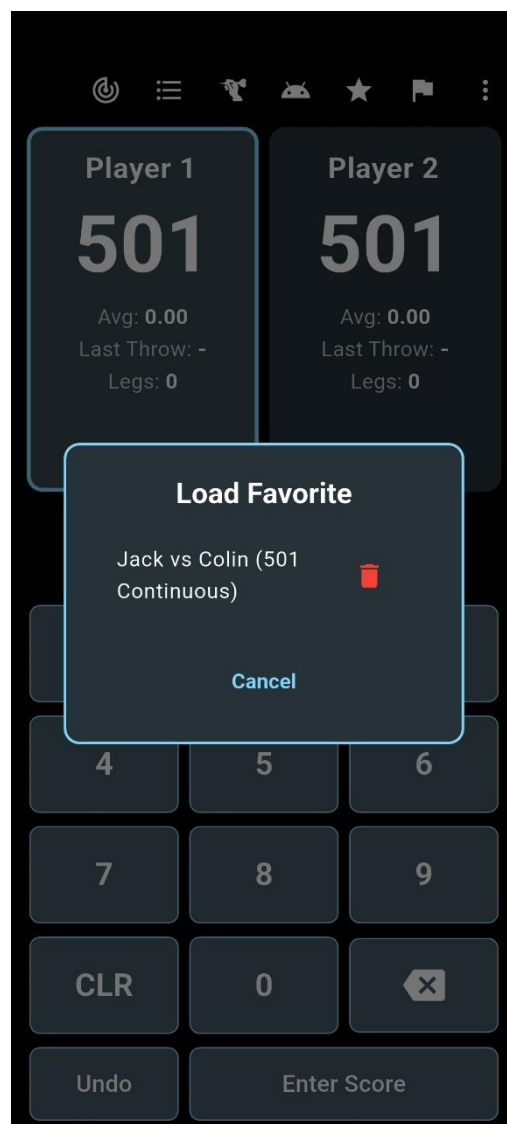 Player 1
501
Avg: 0.00
Last Throw: -
Legs: 0
Player 2
501
Avg: 0.00
Last Throw: -
Legs: 0
Load Favorite
Jack vs Colin (501
Continuous)
Cancel
4 5 6
7 8 9
CLR 0
Undo Enter Score